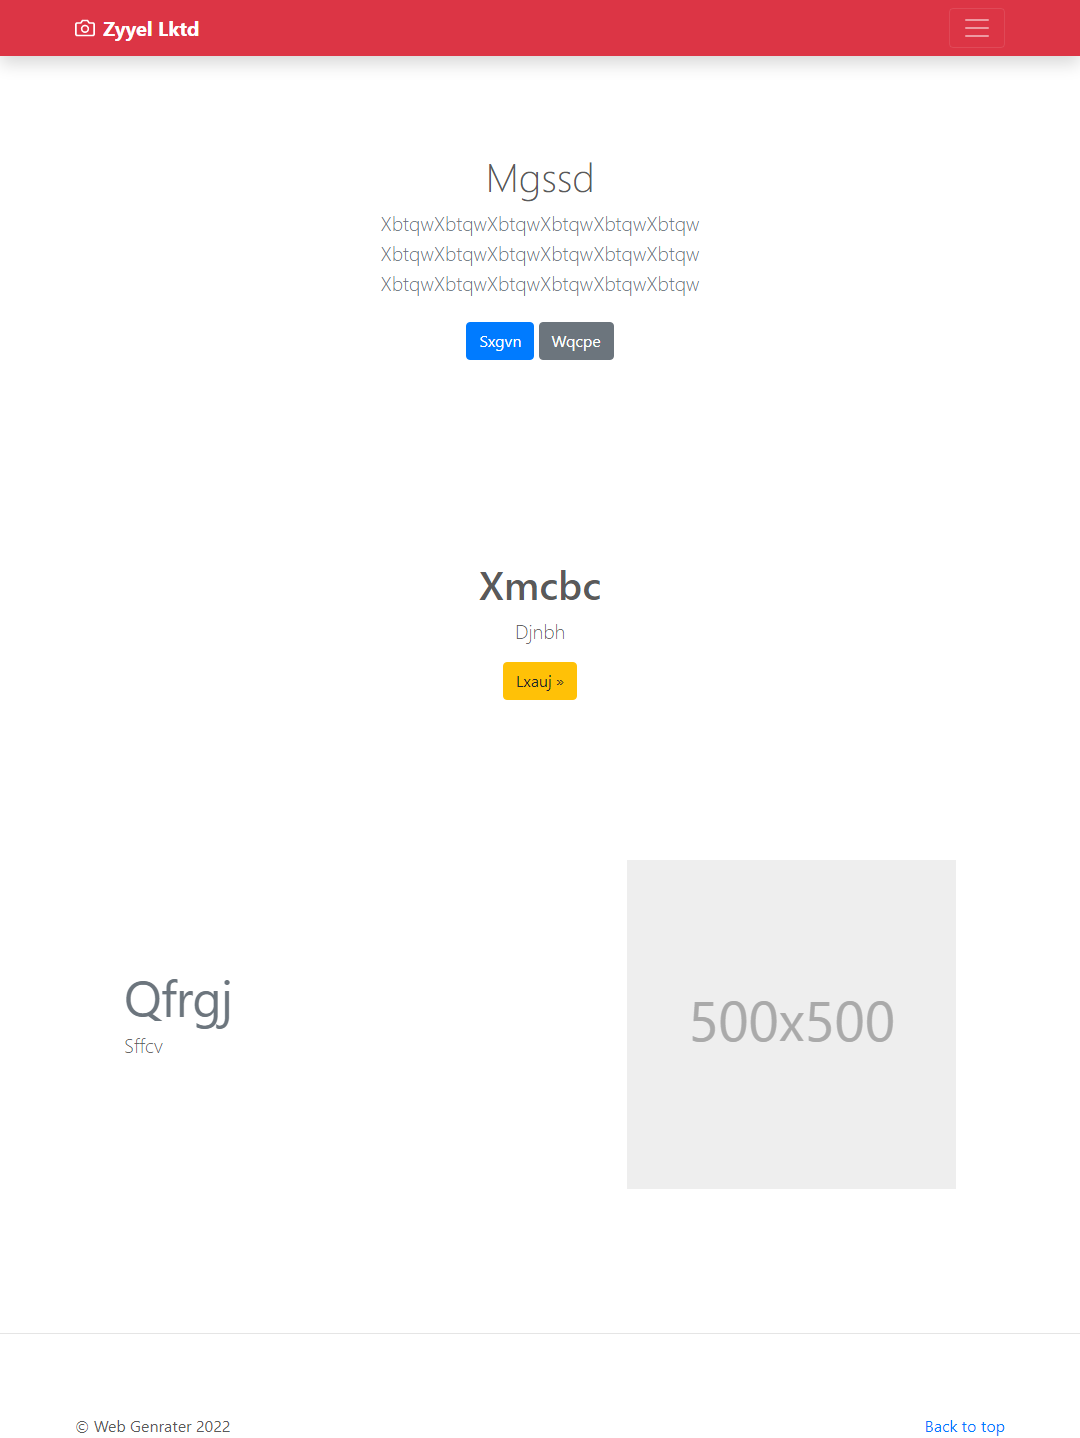 Zyyel Lktd
Mgssd
XbtqwXbtqwXbtqwXbtqwXbtqwXbtqw
XbtqwXbtqwXbtqwXbtqwXbtqwXbtqw
XbtqwXbtqwXbtqwXbtqwXbtqwXbtqw
Sxgvn Wqcpe
Xmcbc
Djnbh
Lxauj »
500x500
Qfrgj
Sffcv
© Web Genrater 2022 Back to top